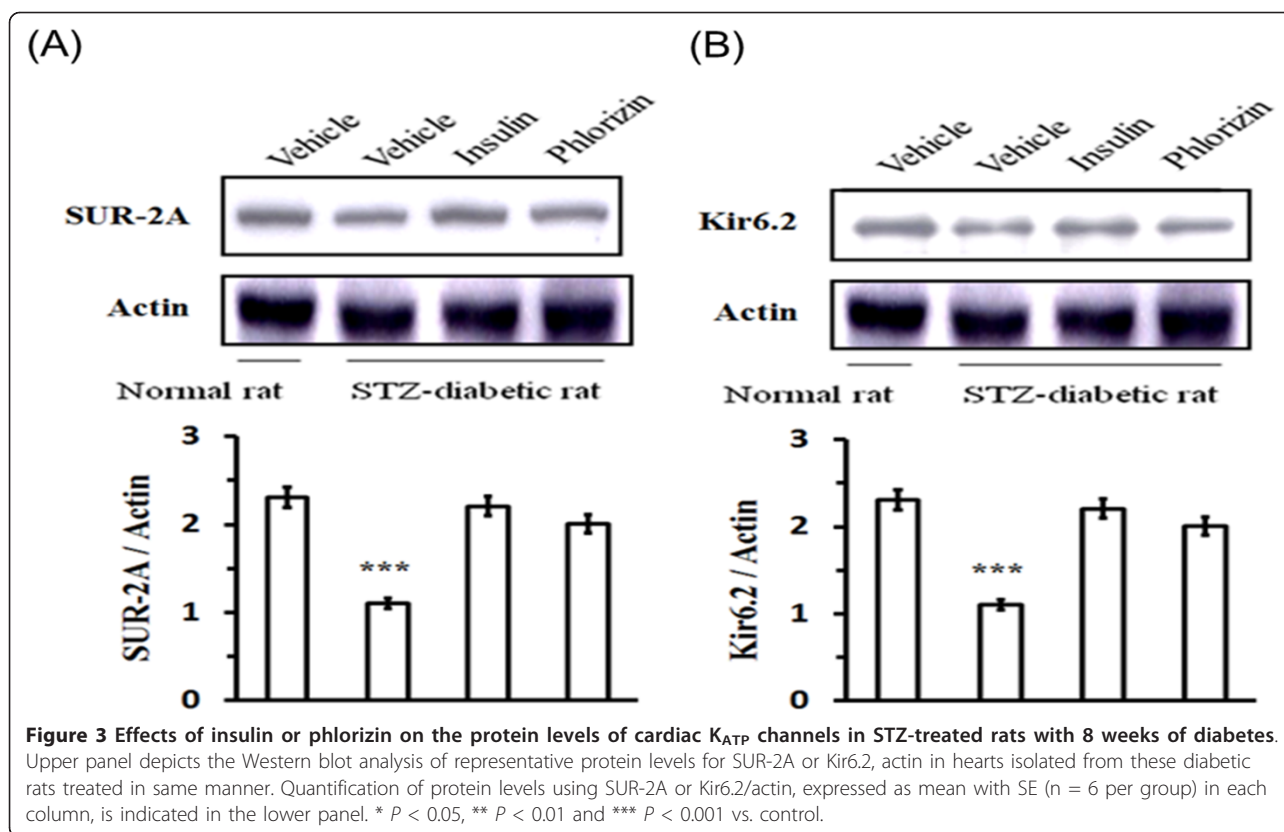 (A)
Vehicle Vehicle Insulin Phlorizin
SUR-2A
Actin
Normal rat STZ-diabetic rat
SUR-2A / Actin
3
2
1
0
***
(B)
Vehicle Vehicle Insulin Phlorizin
Kir6.2
Actin
Normal rat STZ-diabetic rat
Kir6.2 / Actin
3
2
1
0
***
Figure 3 Effects of insulin or phlorizin on the protein levels of cardiac KATP channels in STZ-treated rats with 8 weeks of diabetes.
Upper panel depicts the Western blot analysis of representative protein levels for SUR-2A or Kir6.2, actin in hearts isolated from these diabetic
rats treated in same manner. Quantification of protein levels using SUR-2A or Kir6.2/actin, expressed as mean with SE (n = 6 per group) in each
column, is indicated in the lower panel. * P < 0.05, ** P < 0.01 and *** P < 0.001 vs. control.